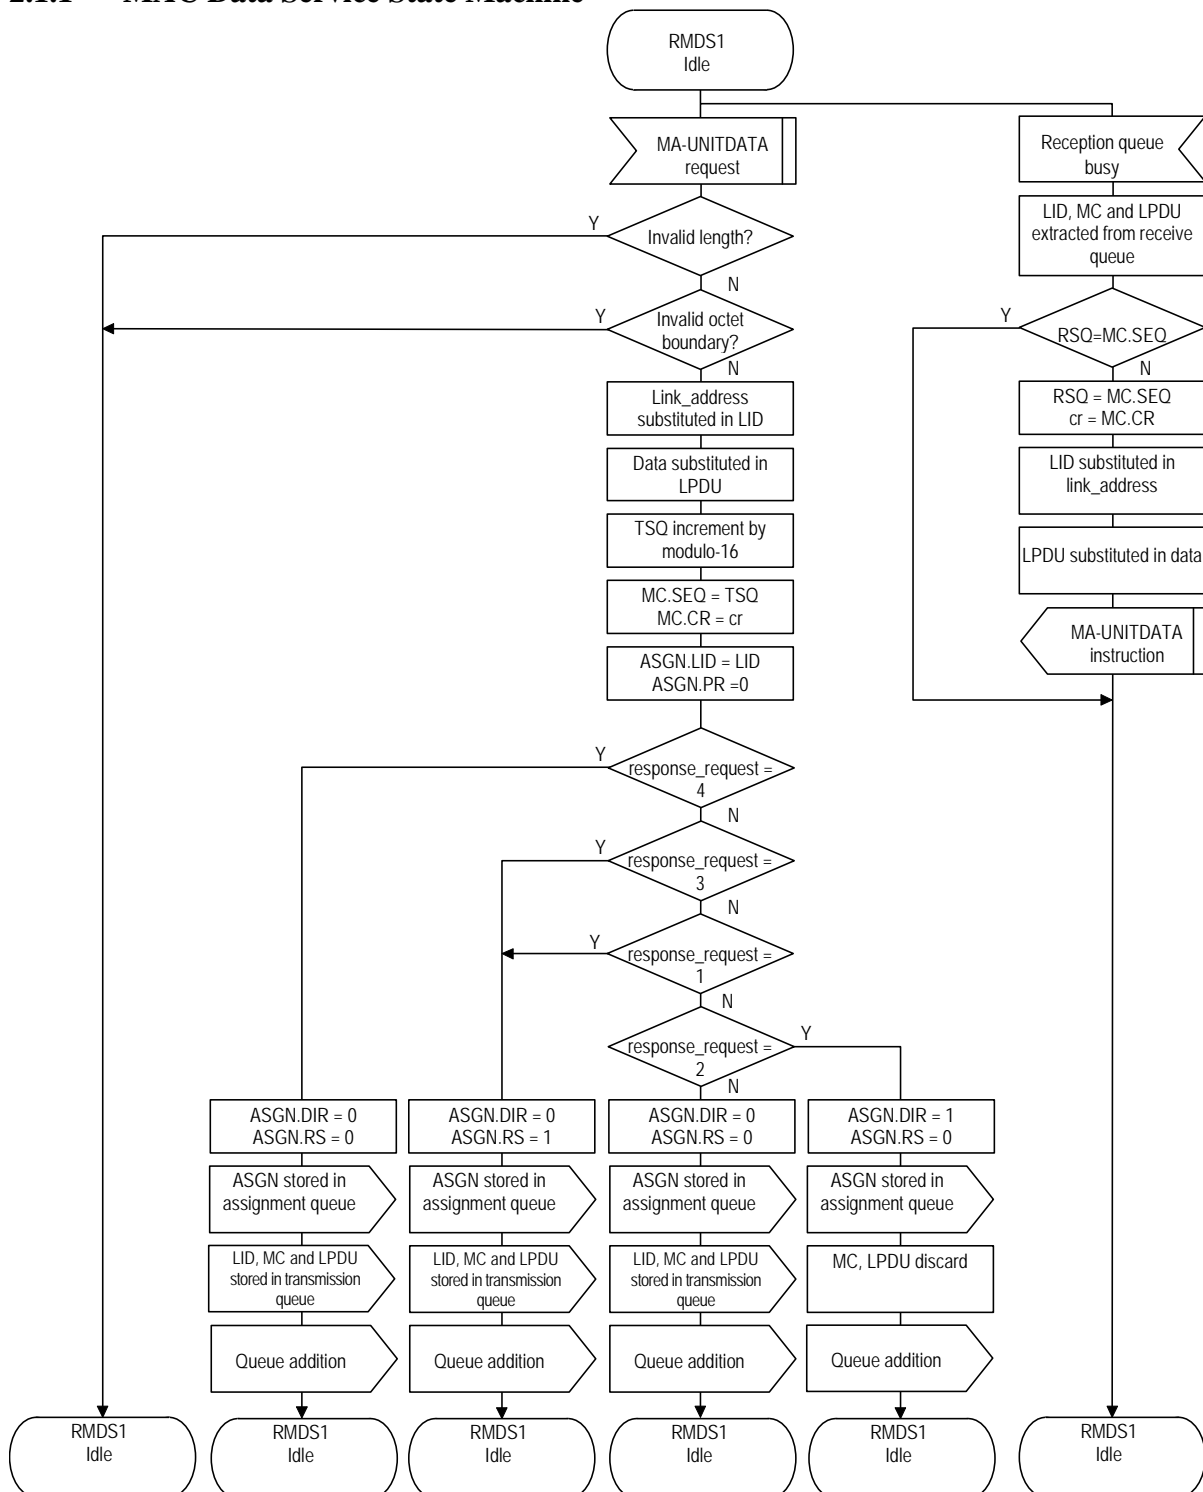 2.1.1 MAC Data Service State Machine
RMDS1
Idle
MA-UNITDATA
request
Reception queue
busy
LID, MC and LPDU
extracted from receive
queue
Y
Invalid length?
N
Y
Invalid octet
boundary?
N
Y
RSQ=MC.SEQ
N
Link_address
substituted in LID
RSQ = MC.SEQ
cr = MC.CR
Data substituted in
LPDU
LID substituted in
link_address
TSQ increment by
modulo-16
LPDU substituted in data
MC.SEQ = TSQ
MC.CR = cr
MA-UNITDATA
instruction
ASGN.LID = LID
ASGN.PR =0
Y
response_request =
4
N
Y
response_request =
3
N
Y
response_request =
1
N
Y
response_request =
2
N
ASGN.DIR = 0
ASGN.RS = 0
ASGN.DIR = 0
ASGN.RS = 1
ASGN.DIR = 0
ASGN.RS = 0
ASGN.DIR = 1
ASGN.RS = 0
ASGN stored in
assignment queue
ASGN stored in
assignment queue
ASGN stored in
assignment queue
ASGN stored in
assignment queue
LID, MC and LPDU
stored in transmission
queue
LID, MC and LPDU
stored in transmission
queue
LID, MC and LPDU
stored in transmission
queue
MC, LPDU discard
Queue addition
Queue addition
Queue addition
Queue addition
RMDS1
Idle
RMDS1
Idle
RMDS1
Idle
RMDS1
Idle
RMDS1
Idle
RMDS1
Idle